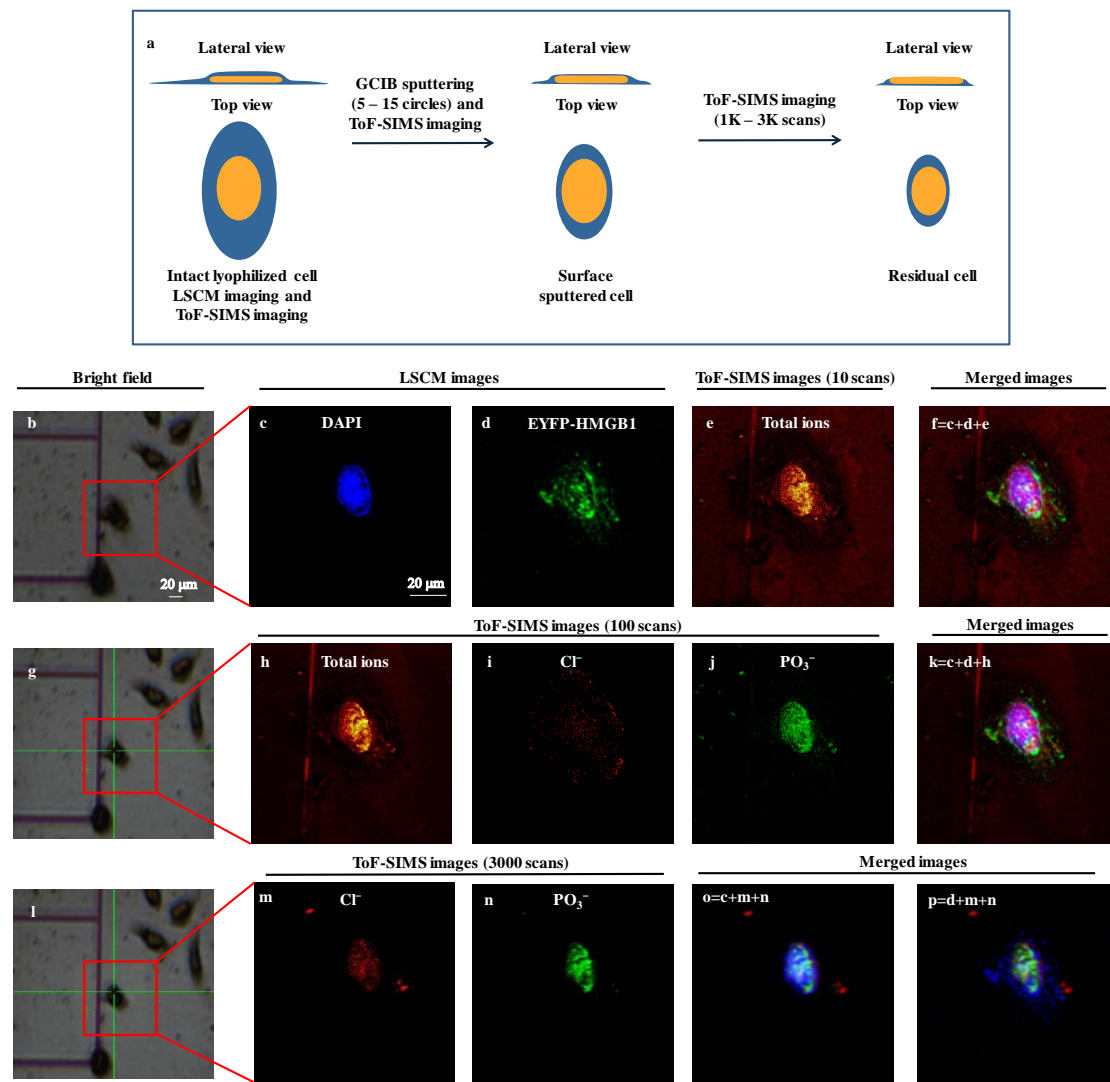 a
Lateral view
Top view
Intact lyophilized cell
LSCM imaging and
ToF-SIMS imaging
GCIB sputtering
(5 – 15 circles) and
ToF-SIMS imaging
Lateral view
Top view
Surface
sputtered cell
ToF-SIMS imaging
(1K – 3K scans)
Lateral view
Top view
Residual cell
Bright field
LSCM images
ToF-SIMS images (10 scans)
Merged images
b
20 μm
c DAPI
20 μm
d EYFP-HMGB1
e Total ions
f=c+d+e
ToF-SIMS images (100 scans)
Merged images
g
h Total ions
i Cl⁻
j PO₃⁻
k=c+d+h
ToF-SIMS images (3000 scans)
Merged images
l
m Cl⁻
n PO₃⁻
o=c+m+n
p=d+m+n